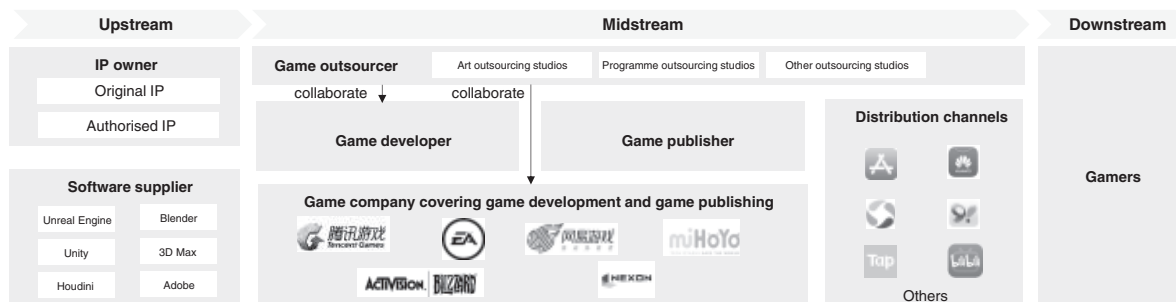 Upstream
Midstream
Downstream
IP owner
Original IP
Authorised IP
Software supplier
Unreal Engine
Blender
Unity
3D Max
Houdini
Adobe
Game outsourcer
Art outsourcing studios
Programme outsourcing studios
Other outsourcing studios
collaborate
collaborate
Game developer
Game publisher
Game company covering game development and game publishing
腾讯游戏
Tencent Games
EA
网易游戏
miHoYo
ACTIVISION
BLIZZARD
NEXON
Distribution channels
Tap
Others
Gamers